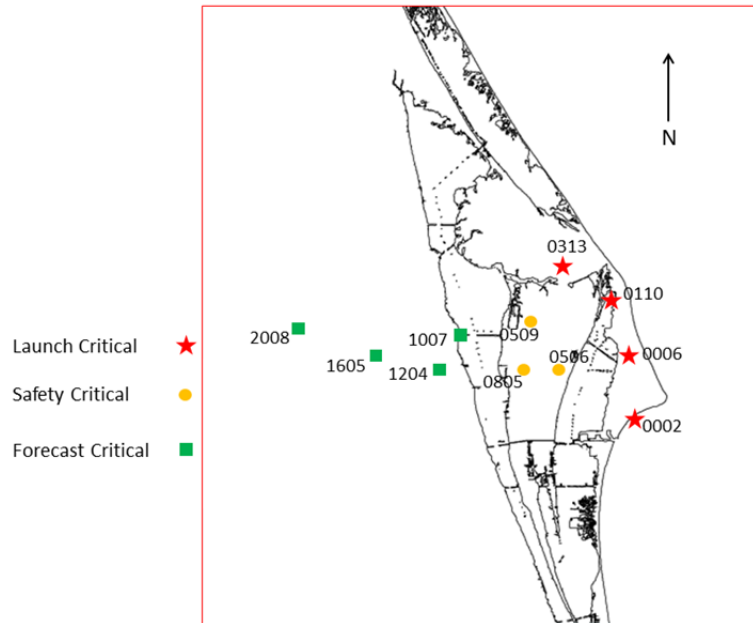 N
0313
0110
2008
1007
0509
Launch Critical
1605
0506
0006
1204
0805
Safety Critical
0002
Forecast Critical